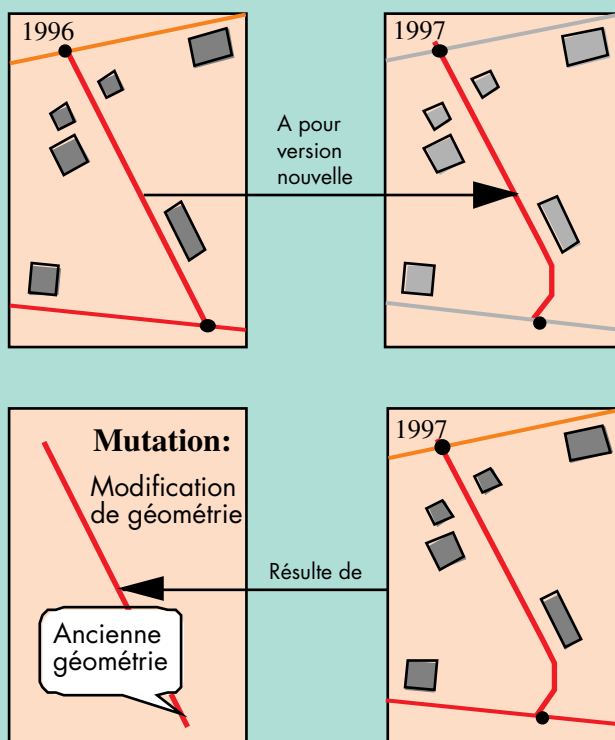 1996
1997
A pour
version
nouvelle
Mutation:
Modification
de géométrie
Ancienne
géométrie
Résulte de
1997